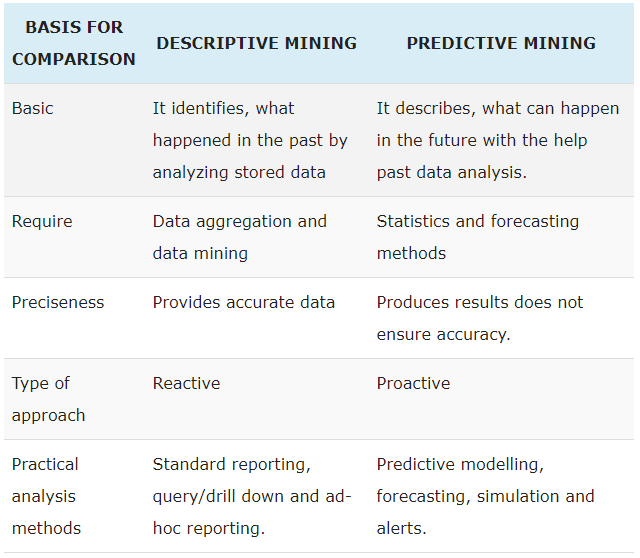 BASIS FOR COMPARISON DESCRIPTIVE MINING PREDICTIVE MINING
Basic
It identifies, what
happened in the past by
analyzing stored data
It describes, what can happen
in the future with the help
past data analysis.
Require
Data aggregation and
data mining
Statistics and forecasting
methods
Preciseness
Provides accurate data
Produces results does not
ensure accuracy.
Type of
approach
Reactive
Proactive
Practical
analysis
methods
Standard reporting,
query/drill down and ad-
hoc reporting.
Predictive modelling,
forecasting, simulation and
alerts.